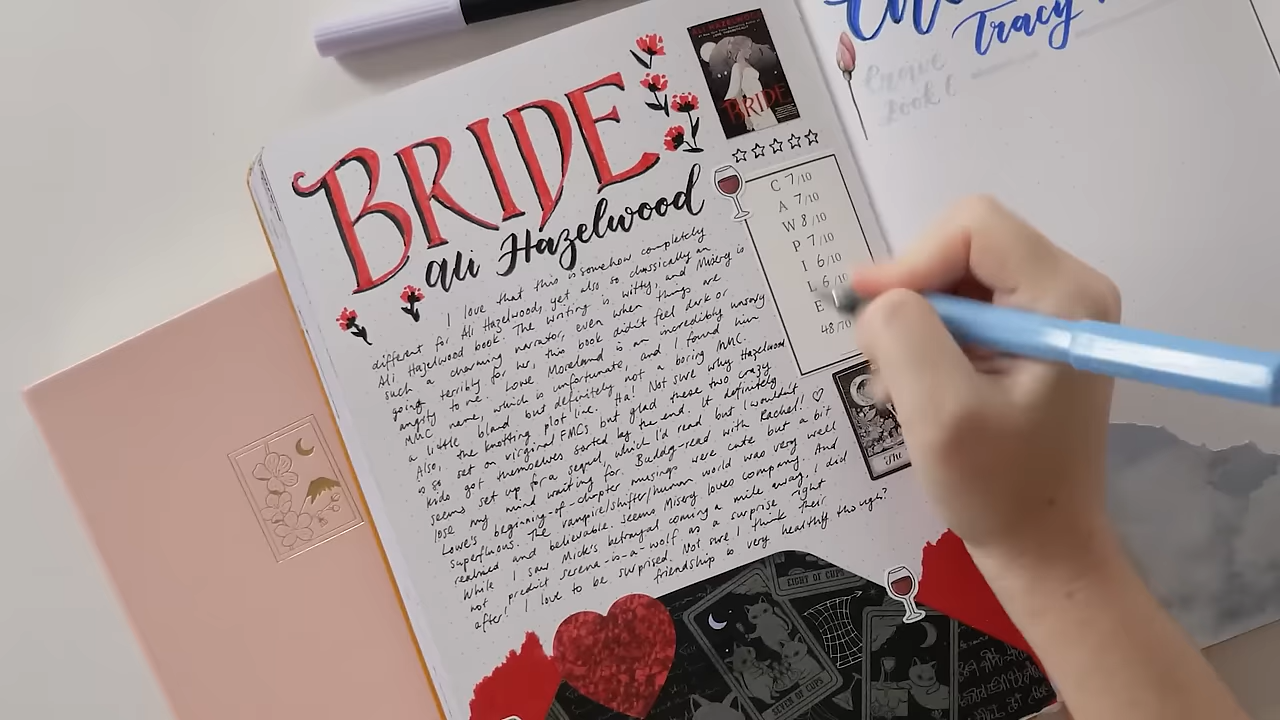 BRIDE
Ali Hazelwood
I love that this is somehow completely
different for Ali Hazelwood, yet also so classically an
Ali Hazelwood book. The writing is witty, and Misery is
such a charming narrator, even when things are
going terribly for her, this book didn't feel dark or
angsty to me. Lowe Moreland is an incredibly unsexy
MMC name, which is unfortunate, and I found him
a little bland but definitely not a boring MMC.
Also, the knotting plot line. Ha! Not sure why Hazelwood
is so set on virginal FMCs but glad these two crazy
kids got themselves sorted by the end. It definitely
seems set up for a sequel, which I'd read, but I wouldn't
lose my mind waiting for. Buddy-read with Rachel! ♡
Lowe's beginning-of-chapter musings were cute but a bit
superfluous. The vampire/shifter/human world was very well
realized and believable. Seems Misery loves company. And
while I saw Mick's betrayal coming a mile away, I did
not predict Serena-is-a-wolf as a surprise right
after! I love to be surprised. Not sure I think their
friendship is very healthy though?
ALI HAZELWOOD
BRIDE
C 7/10
A 7/10
W 8/10
P 7/10
I 6/10
L 6/10
E
48/70
The
EIGHT OF CUPS
SEVEN OF CUPS
Tracy
Crowe
Book 6